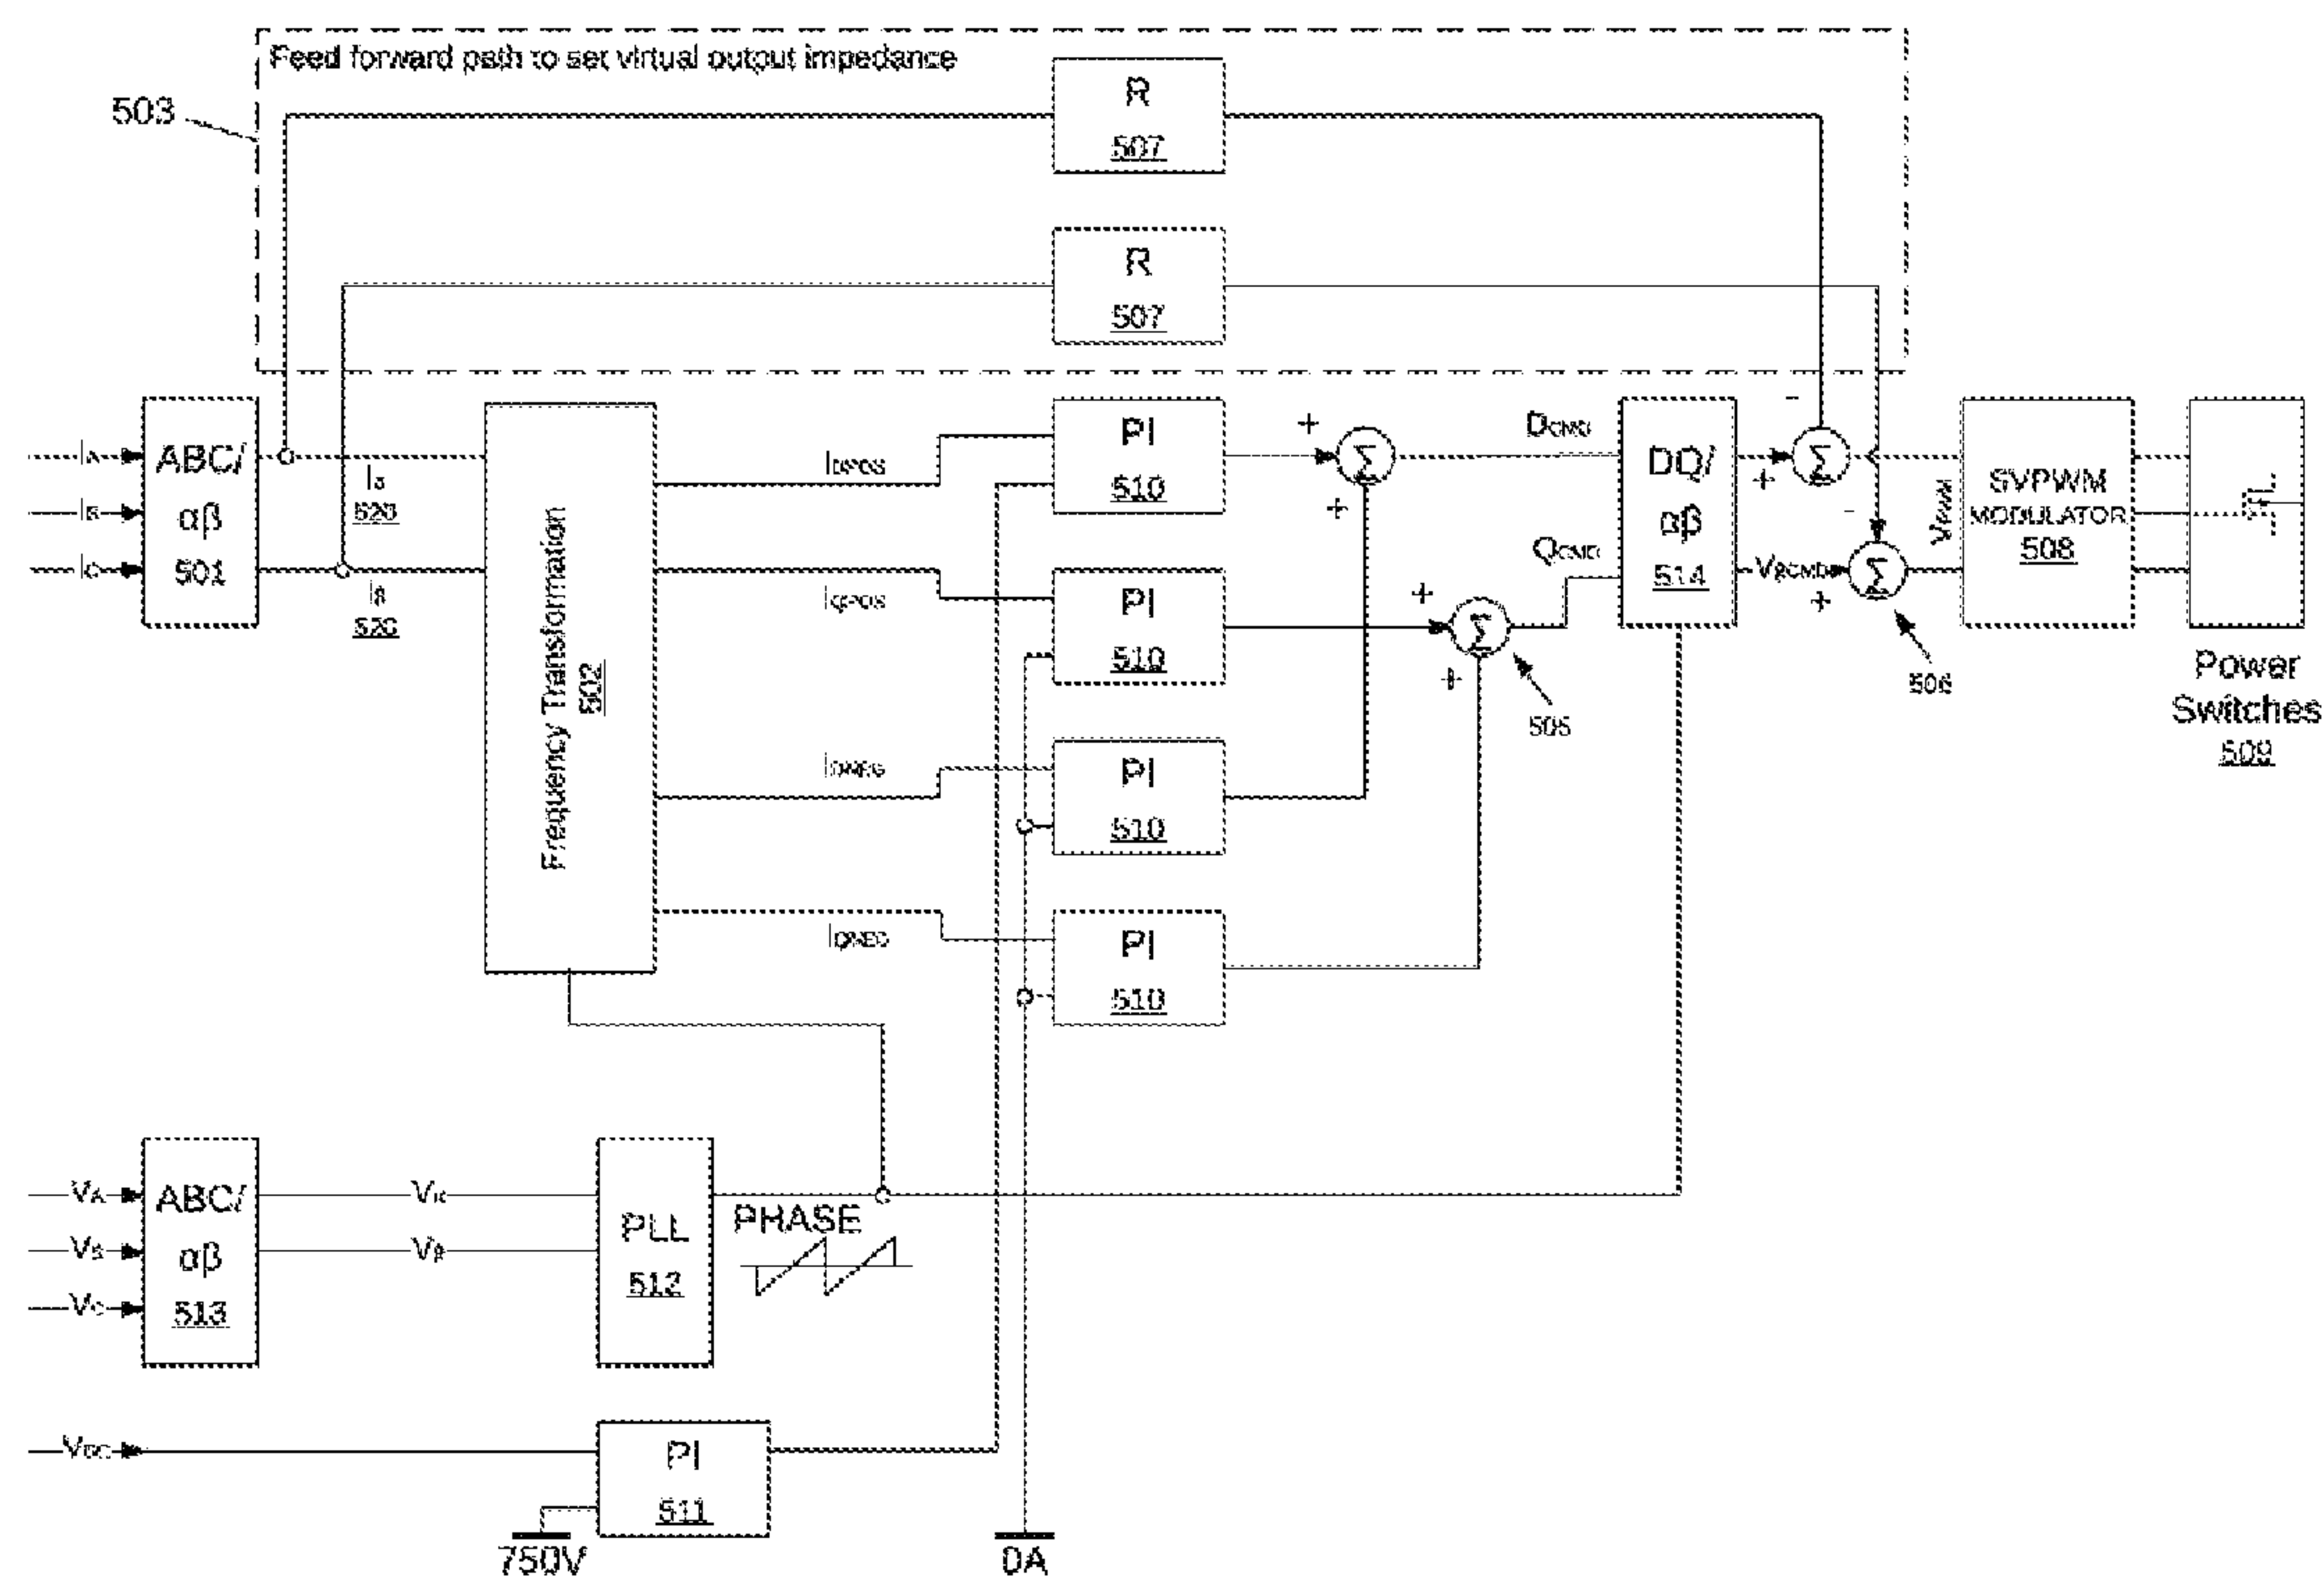 Feed forward path to set virtual output impedance
503
R
507
R
507
ABC/
αβ
501
IA
IB
IC
Iα
520
Iβ
520
Frequency Transformation
502
IDPOS
IQPOS
IDNEG
IQNEG
PI
510
PI
510
PI
510
PI
510
+
+
+
+
DCMD
QCMD
505
DQ/
αβ
514
VβCMD
-
+
-
+
Σ
Σ
Σ
Σ
506
VPWM
SVPWM
MODULATOR
508
Power
Switches
509
VA
VB
VC
ABC/
αβ
513
Vα
Vβ
PLL
512
PHASE
VDC
PI
511
750V
0A